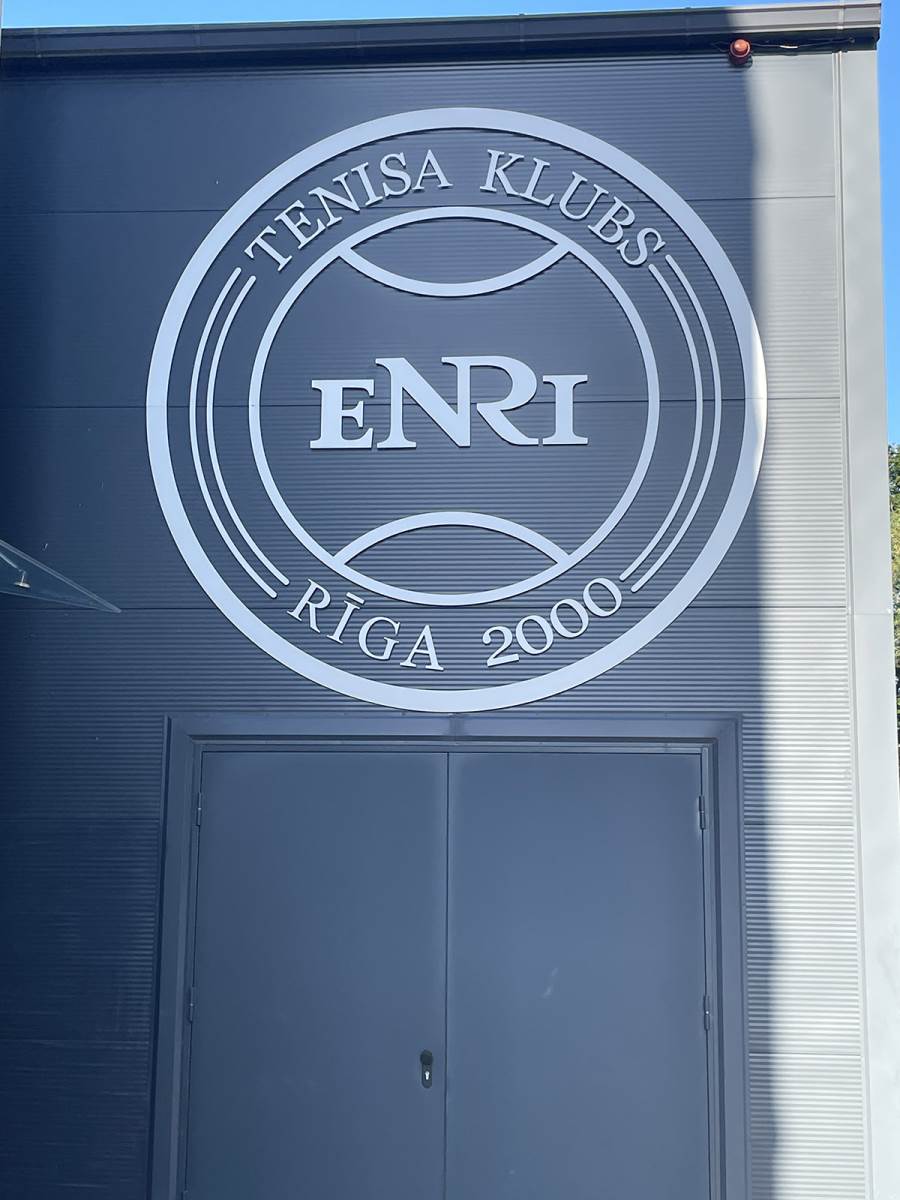 TENISA KLUBS
ENRI
RĪGA 2000